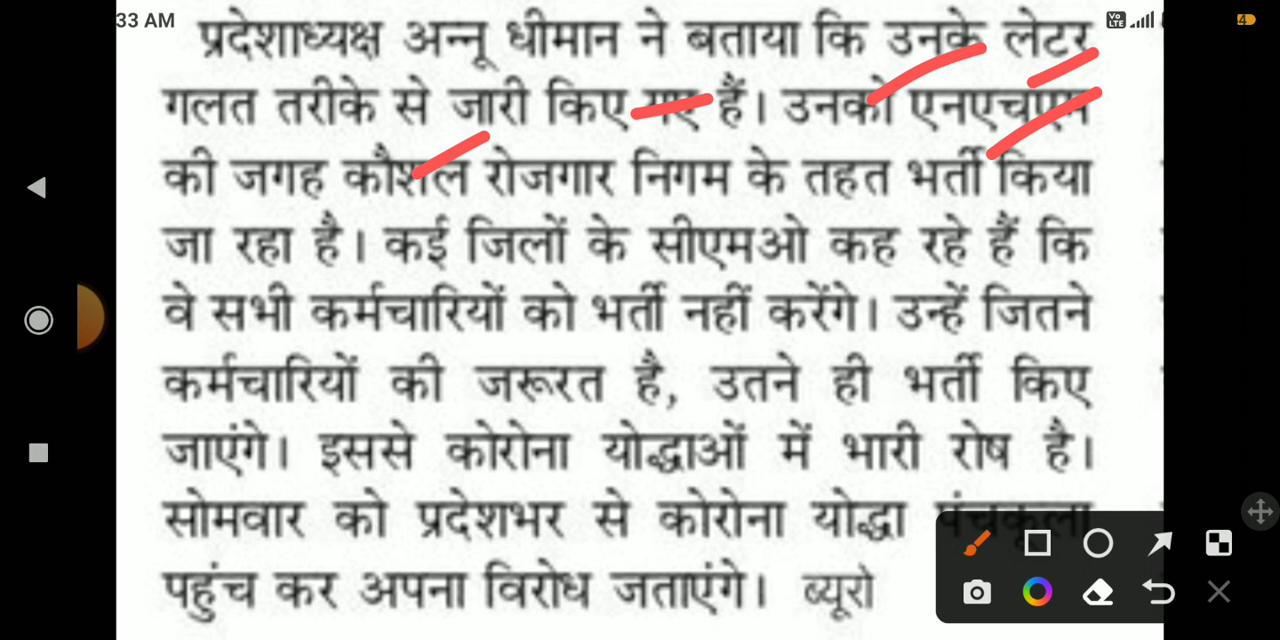 33 AM
प्रदेशाध्यक्ष अन्नू धीमान ने बताया कि उनके लेटर
गलत तरीके से जारी किए गए हैं। उनको एनएचएम
की जगह कौशल रोजगार निगम के तहत भर्ती किया
जा रहा है। कई जिलों के सीएमओ कह रहे हैं कि
वे सभी कर्मचारियों को भर्ती नहीं करेंगे। उन्हें जितने
कर्मचारियों की जरूरत है, उतने ही भर्ती किए
जाएंगे। इससे कोरोना योद्धाओं में भारी रोष है।
सोमवार को प्रदेशभर से कोरोना योद्धा पंचकूला
पहुंच कर अपना विरोध जताएंगे। ब्यूरो